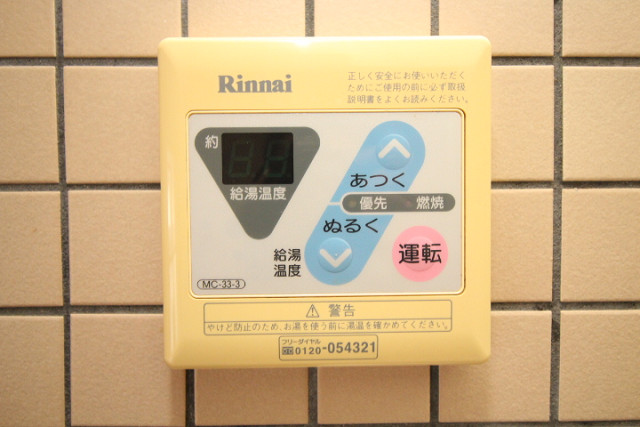 Rinnai
正しく安全にお使いいただく
ためにご使用の前に必ず取扱
説明書をよくお読みください。
約
給湯温度
あつく
優先 燃焼
ぬるく
給湯
温度
運転
MC-33-3
警告
やけど防止のため、お湯を使う前に湯温を確かめてください。
フリーダイヤル
0120-054321